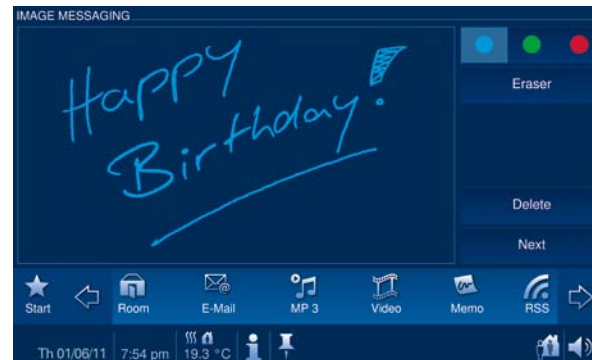 IMAGE MESSAGING
Happy
Birthday!
Eraser
Delete
Next
Start
Room
E-Mail
MP 3
Video
Memo
RSS
Th 01/06/11
7:54 pm
19.3 °C